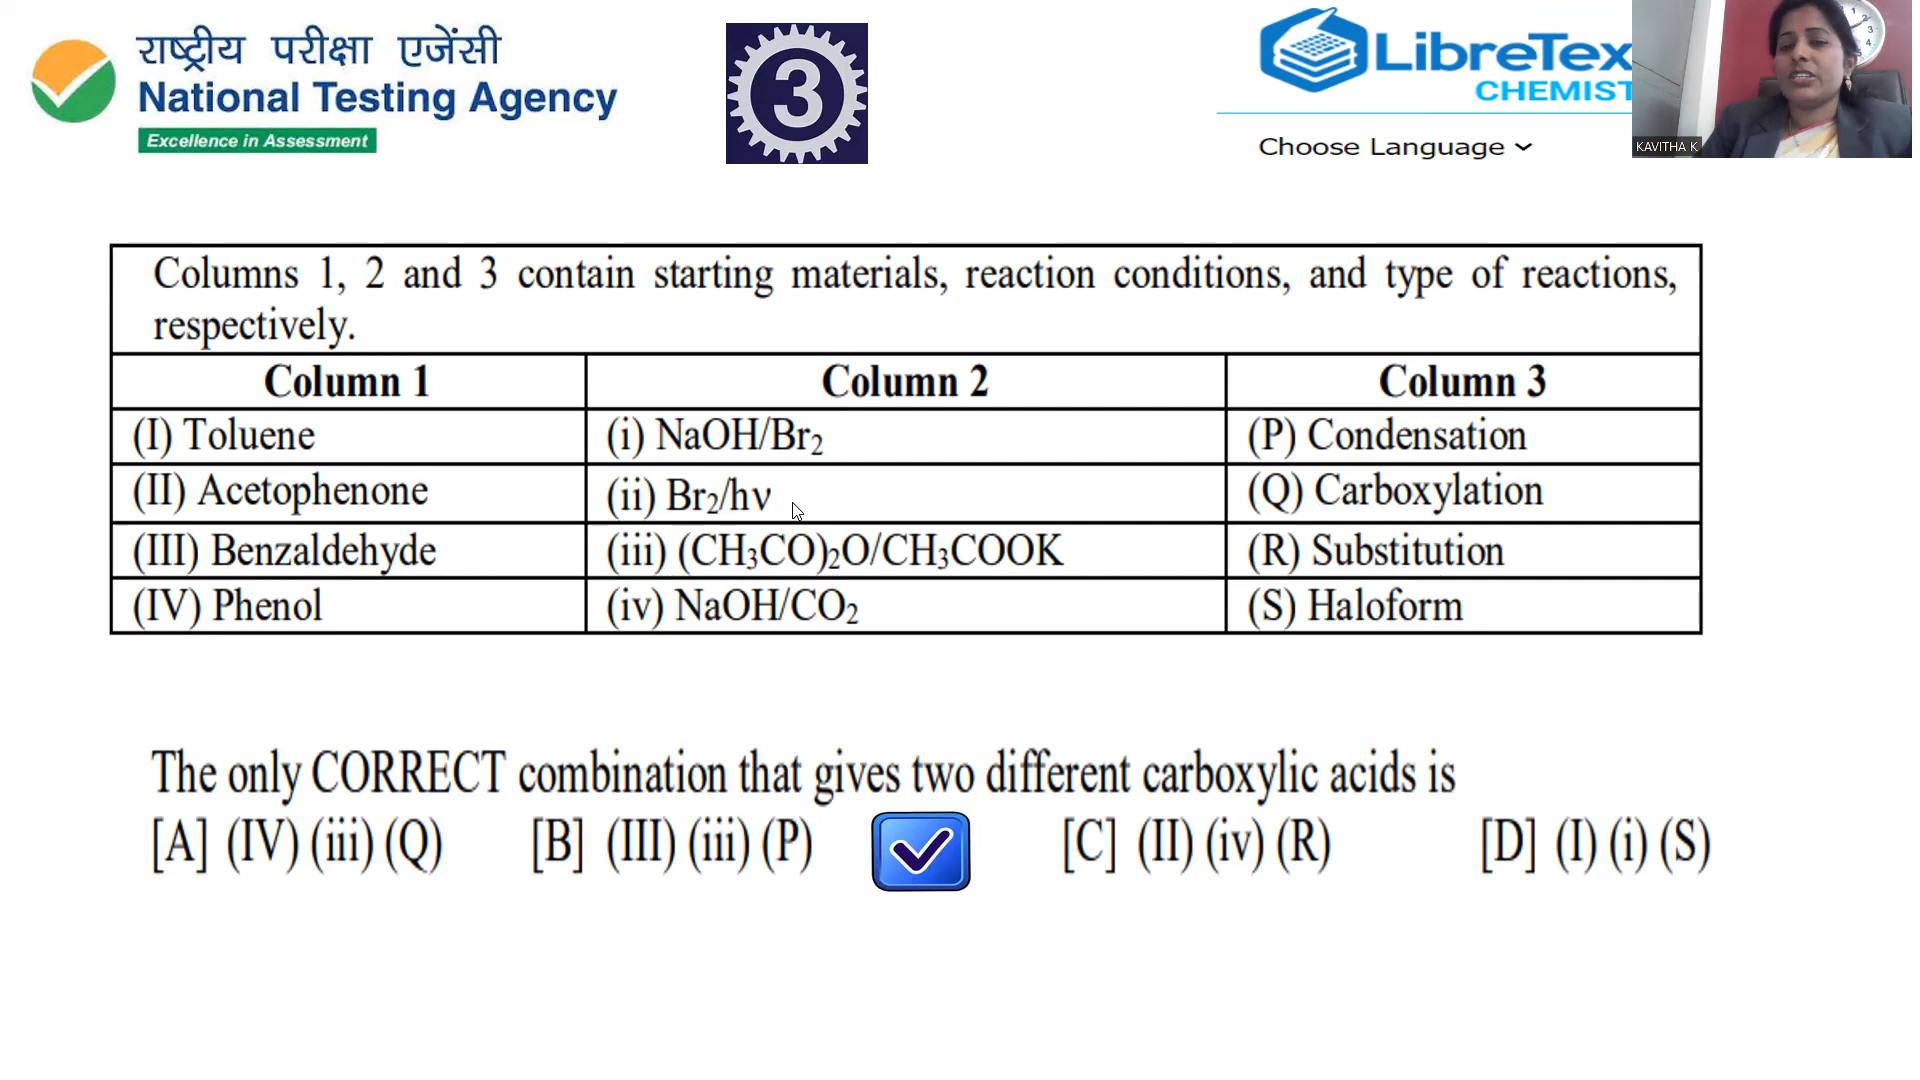 राष्ट्रीय परीक्षा एजेंसी
National Testing Agency
Excellence in Assessment
3
LibreTex
CHEMIST
Choose Language
KAVITHA K
Columns 1, 2 and 3 contain starting materials, reaction conditions, and type of reactions,
respectively.
Column 1 Column 2 Column 3
(I) Toluene (i) NaOH/Br₂ (P) Condensation
(II) Acetophenone (ii) Br₂/hν (Q) Carboxylation
(III) Benzaldehyde (iii) (CH₃CO)₂O/CH₃COOK (R) Substitution
(IV) Phenol (iv) NaOH/CO₂ (S) Haloform
The only CORRECT combination that gives two different carboxylic acids is
[A] (IV) (iii) (Q) [B] (III) (iii) (P) [C] (II) (iv) (R) [D] (I) (i) (S)